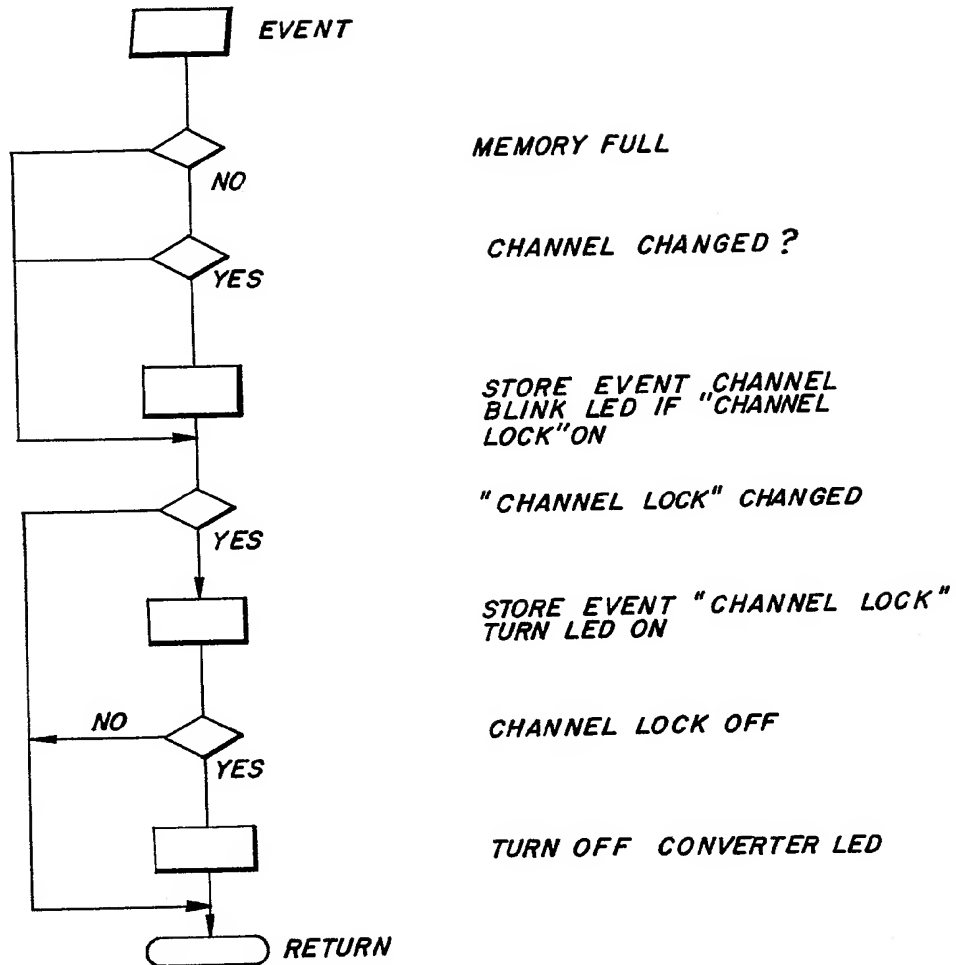 EVENT
MEMORY FULL
NO
CHANNEL CHANGED?
YES
STORE EVENT CHANNEL
BLINK LED IF "CHANNEL
LOCK" ON
"CHANNEL LOCK" CHANGED
YES
STORE EVENT "CHANNEL LOCK"
TURN LED ON
NO
CHANNEL LOCK OFF
YES
TURN OFF CONVERTER LED
RETURN